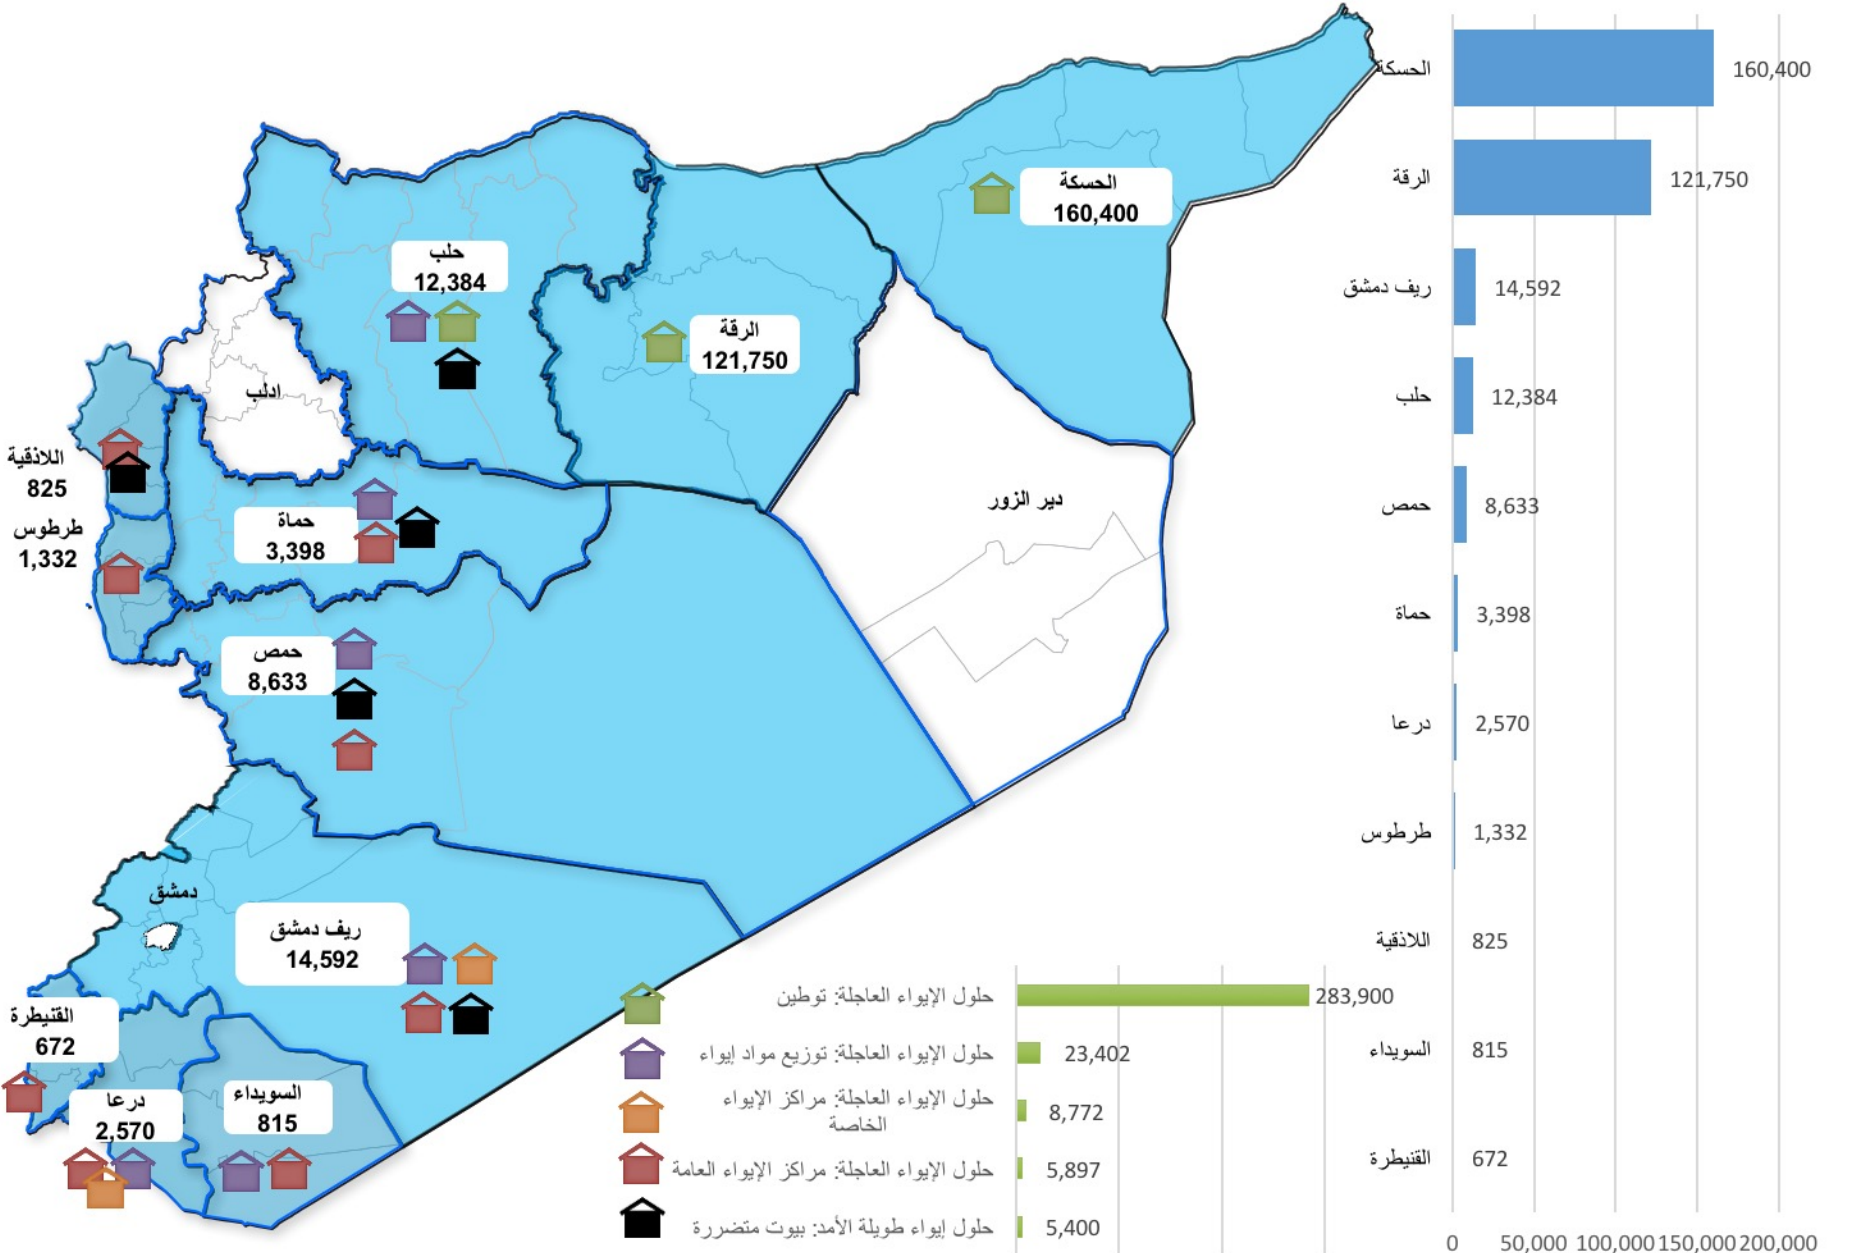 الحسكة
160,400
حلب
12,384
الرقة
121,750
ادلب
اللاذقية
825
دير الزور
حماة
3,398
طرطوس
1,332
حمص
8,633
دمشق
ريف دمشق
14,592
القنيطرة
672
درعا
2,570
السويداء
815
حلول الإيواء العاجلة: توطين
283,900
حلول الإيواء العاجلة: توزيع مواد إيواء
23,402
حلول الإيواء العاجلة: مراكز الإيواء
الخاصة
8,772
حلول الإيواء العاجلة: مراكز الإيواء العامة
5,897
حلول إيواء طويلة الأمد: بيوت متضررة
5,400
الحسكة
160,400
الرقة
121,750
ريف دمشق
14,592
حلب
12,384
حمص
8,633
حماة
3,398
درعا
2,570
طرطوس
1,332
اللاذقية
825
السويداء
815
القنيطرة
672
0 50,000 100,000 150,000 200,000